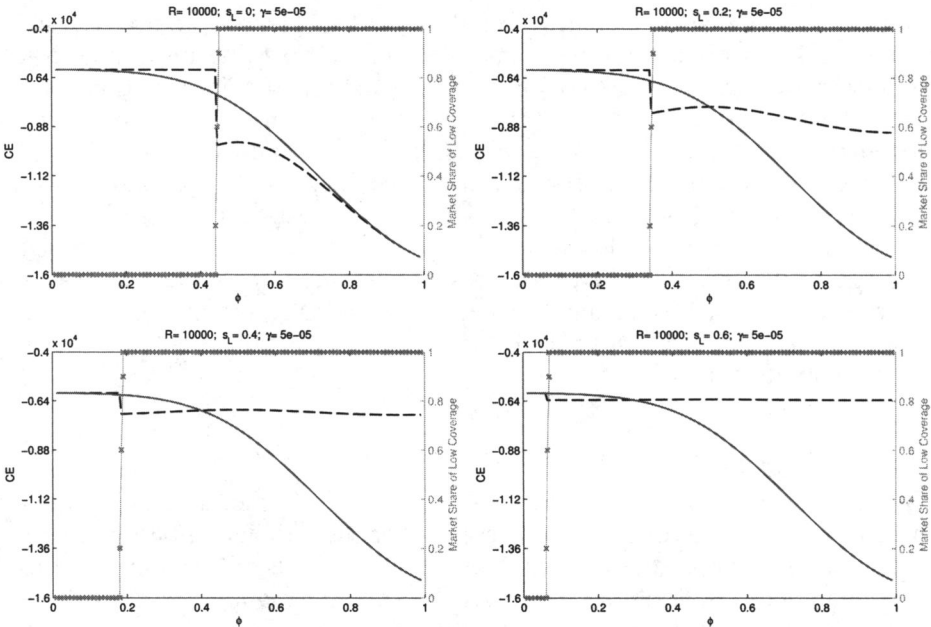 R= 10000; s_L= 0; γ= 5e-05
x 10^4
-0.4
-0.64
-0.88
-1.12
-1.36
-1.6
CE
0 0.2 0.4 0.6 0.8 1
φ
1
0.8
0.6
0.4
0.2
0
Market Share of Low Coverage
R= 10000; s_L= 0.2; γ= 5e-05
x 10^4
-0.4
-0.64
-0.88
-1.12
-1.36
-1.6
CE
0 0.2 0.4 0.6 0.8 1
φ
1
0.8
0.6
0.4
0.2
0
Market Share of Low Coverage
R= 10000; s_L= 0.4; γ= 5e-05
x 10^4
-0.4
-0.64
-0.88
-1.12
-1.36
-1.6
CE
0 0.2 0.4 0.6 0.8 1
φ
1
0.8
0.6
0.4
0.2
0
Market Share of Low Coverage
R= 10000; s_L= 0.6; γ= 5e-05
x 10^4
-0.4
-0.64
-0.88
-1.12
-1.36
-1.6
CE
0 0.2 0.4 0.6 0.8 1
φ
1
0.8
0.6
0.4
0.2
0
Market Share of Low Coverage